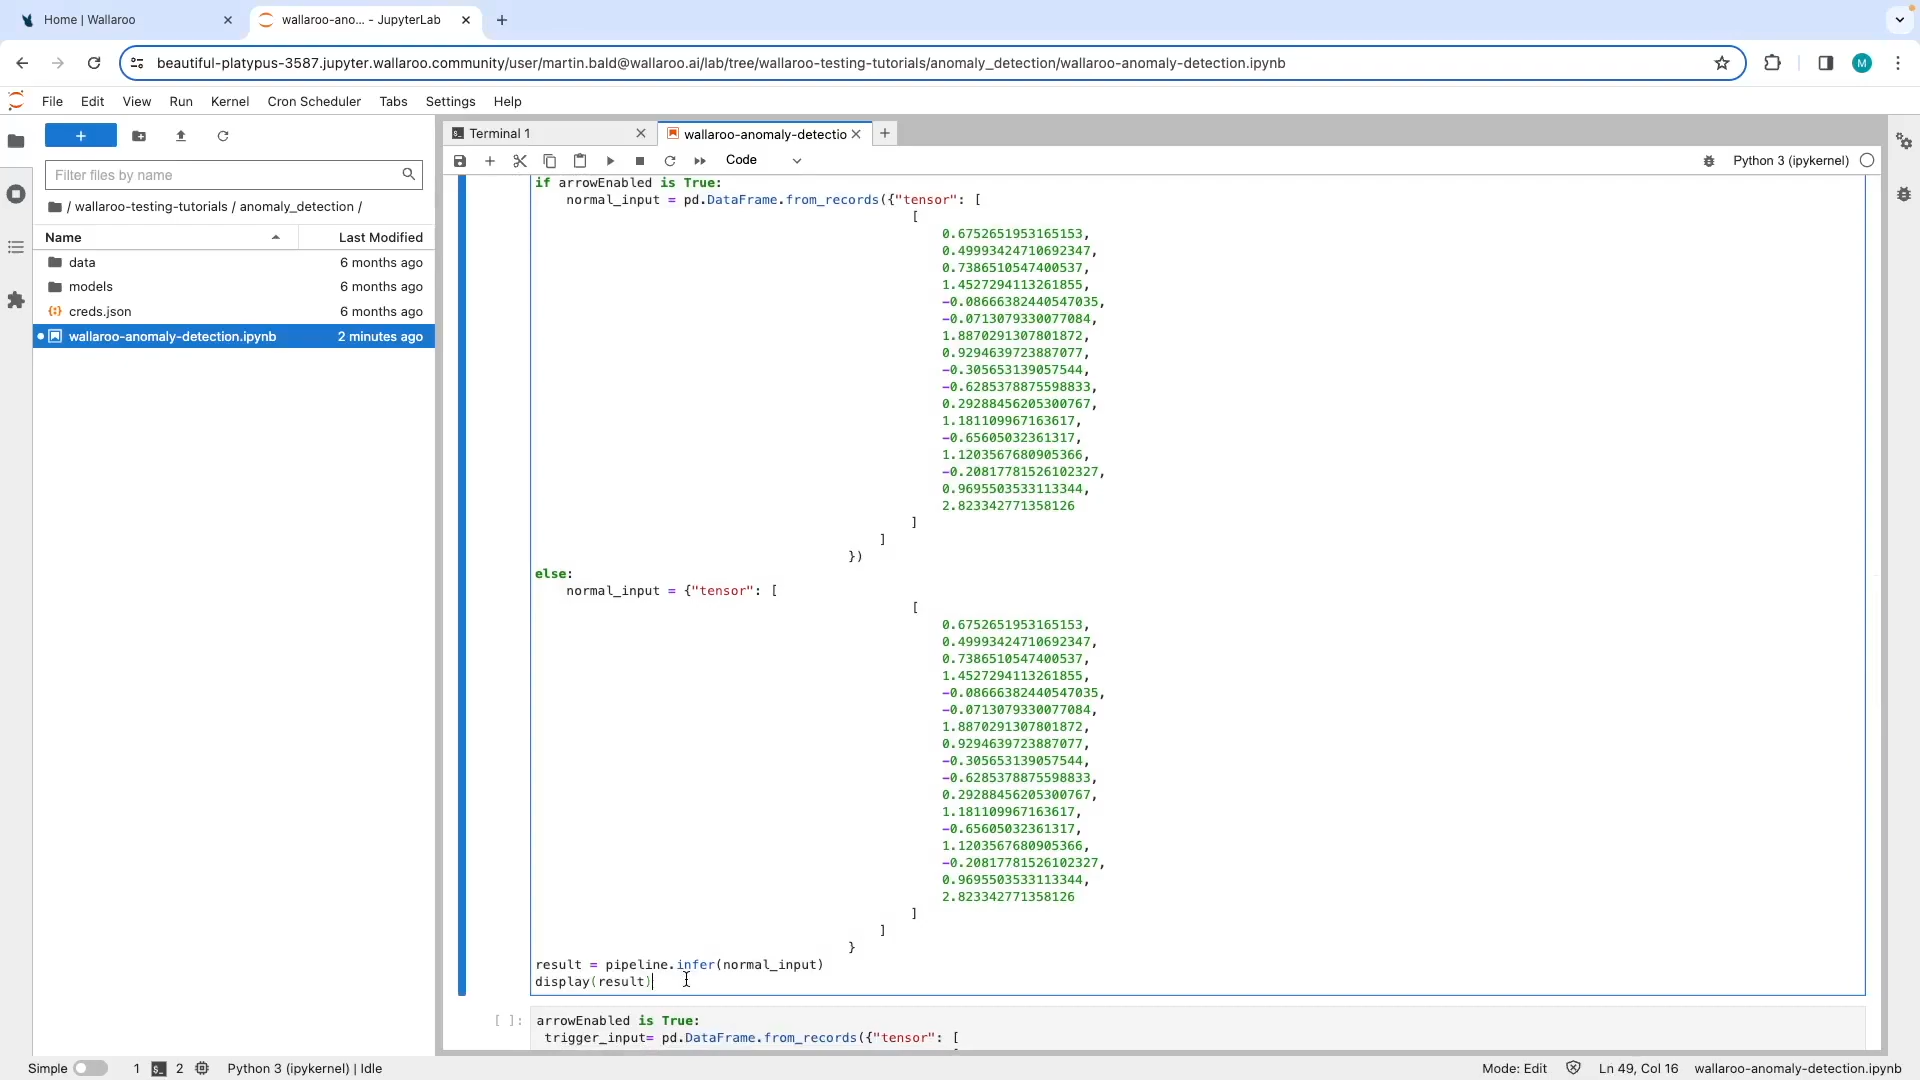 Home | Wallaroo
wallaroo-ano... - JupyterLab
beautiful-platypus-3587.jupyter.wallaroo.community/user/martin.bald@wallaroo.ai/lab/tree/wallaroo-testing-tutorials/anomaly_detection/wallaroo-anomaly-detection.ipynb
M
File Edit View Run Kernel Cron Scheduler Tabs Settings Help
Terminal 1
wallaroo-anomaly-detectio
Code
Python 3 (ipykernel)
Filter files by name
/ wallaroo-testing-tutorials / anomaly_detection /
Name Last Modified
data 6 months ago
models 6 months ago
creds.json 6 months ago
wallaroo-anomaly-detection.ipynb 2 minutes ago
if arrowEnabled is True:
normal_input = pd.DataFrame.from_records({"tensor": [
[
0.6752651953165153,
0.49993424710692347,
0.7386510547400537,
1.4527294113261855,
-0.08666382440547035,
-0.0713079330077084,
1.8870291307801872,
0.9294639723887077,
-0.305653139057544,
-0.6285378875598833,
0.29288456205300767,
1.181109967163617,
-0.65605032361317,
1.1203567680905366,
-0.20817781526102327,
0.9695503533113344,
2.823342771358126
]
]
})
else:
normal_input = {"tensor": [
[
0.6752651953165153,
0.49993424710692347,
0.7386510547400537,
1.4527294113261855,
-0.08666382440547035,
-0.0713079330077084,
1.8870291307801872,
0.9294639723887077,
-0.305653139057544,
-0.6285378875598833,
0.29288456205300767,
1.181109967163617,
-0.65605032361317,
1.1203567680905366,
-0.20817781526102327,
0.9695503533113344,
2.823342771358126
]
]
}
result = pipeline.infer(normal_input)
display(result)
[ ]: arrowEnabled is True:
trigger_input= pd.DataFrame.from_records({"tensor": [
Simple 1 2 Python 3 (ipykernel) | Idle
Mode: Edit Ln 49, Col 16 wallaroo-anomaly-detection.ipynb